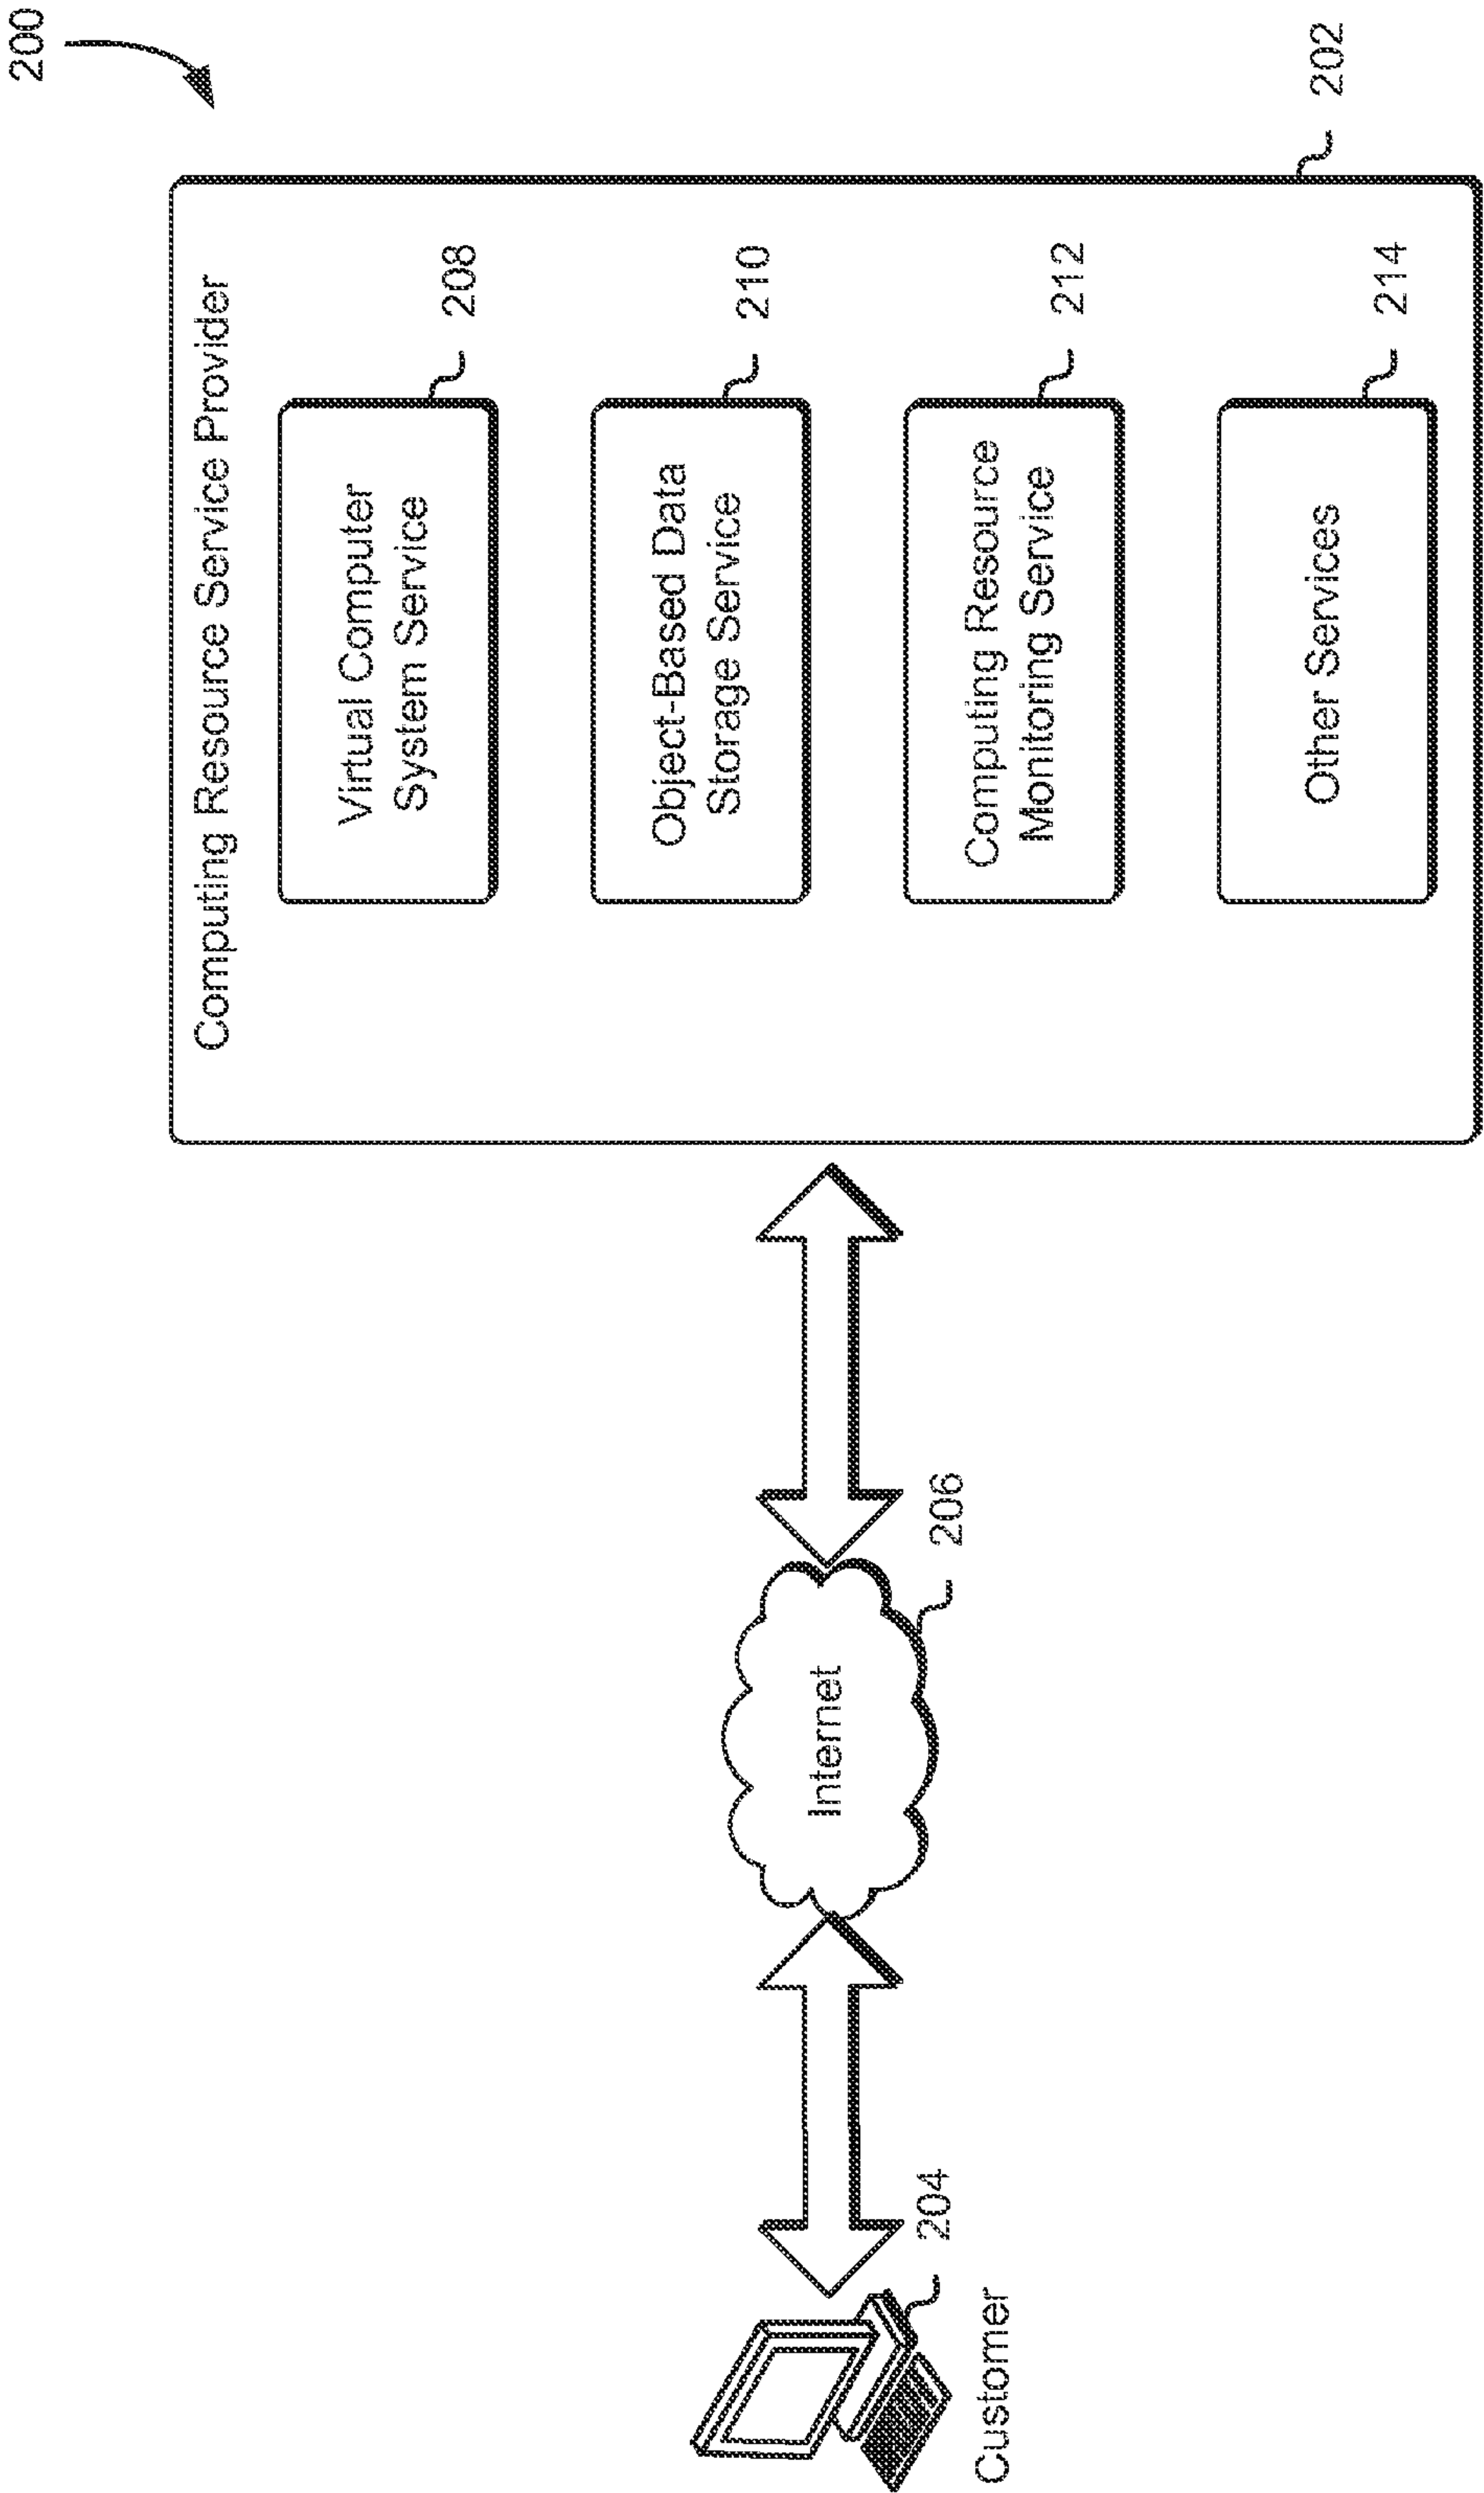 200
Computing Resource Service Provider
202
Virtual Computer
System Service
208
Object-Based Data
Storage Service
210
Computing Resource
Monitoring Service
212
Other Services
214
Internet
206
204
Customer